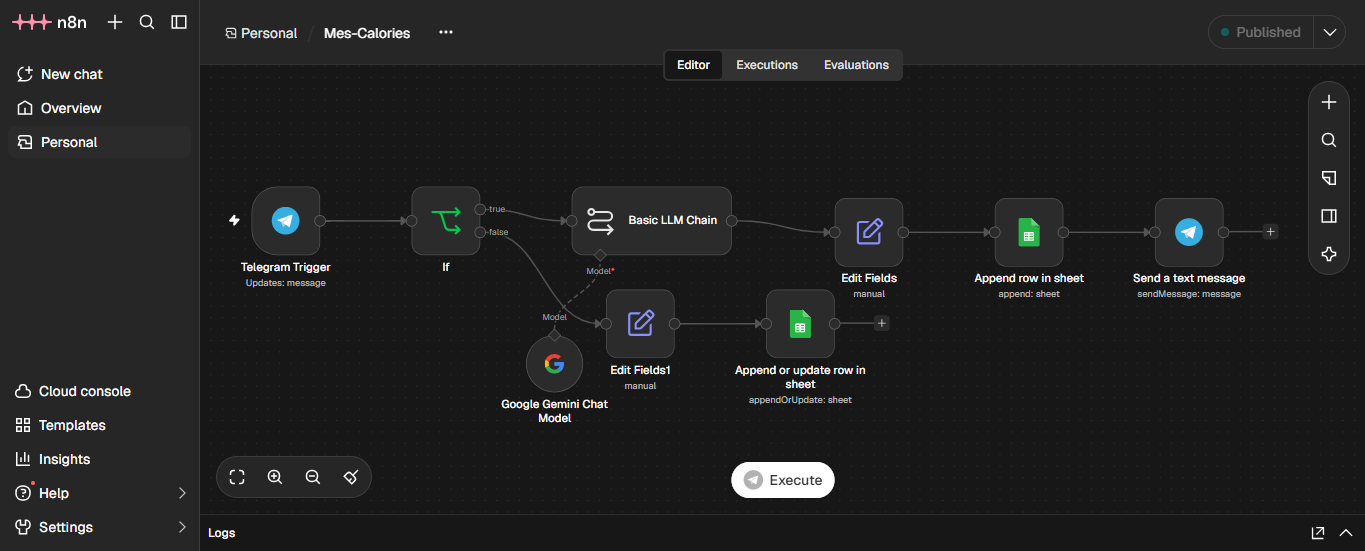 n8n
Personal / Mes-Calories ...
Published
Editor Executions Evaluations
New chat
Overview
Personal
Cloud console
Templates
Insights
Help
Settings
true
false
Basic LLM Chain
Telegram Trigger
Updates: message
If
Model*
Model
Google Gemini Chat
Model
Edit Fields
manual
Append row in sheet
append: sheet
Send a text message
sendMessage: message
Edit Fields1
manual
Append or update row in
sheet
appendOrUpdate: sheet
Execute
Logs